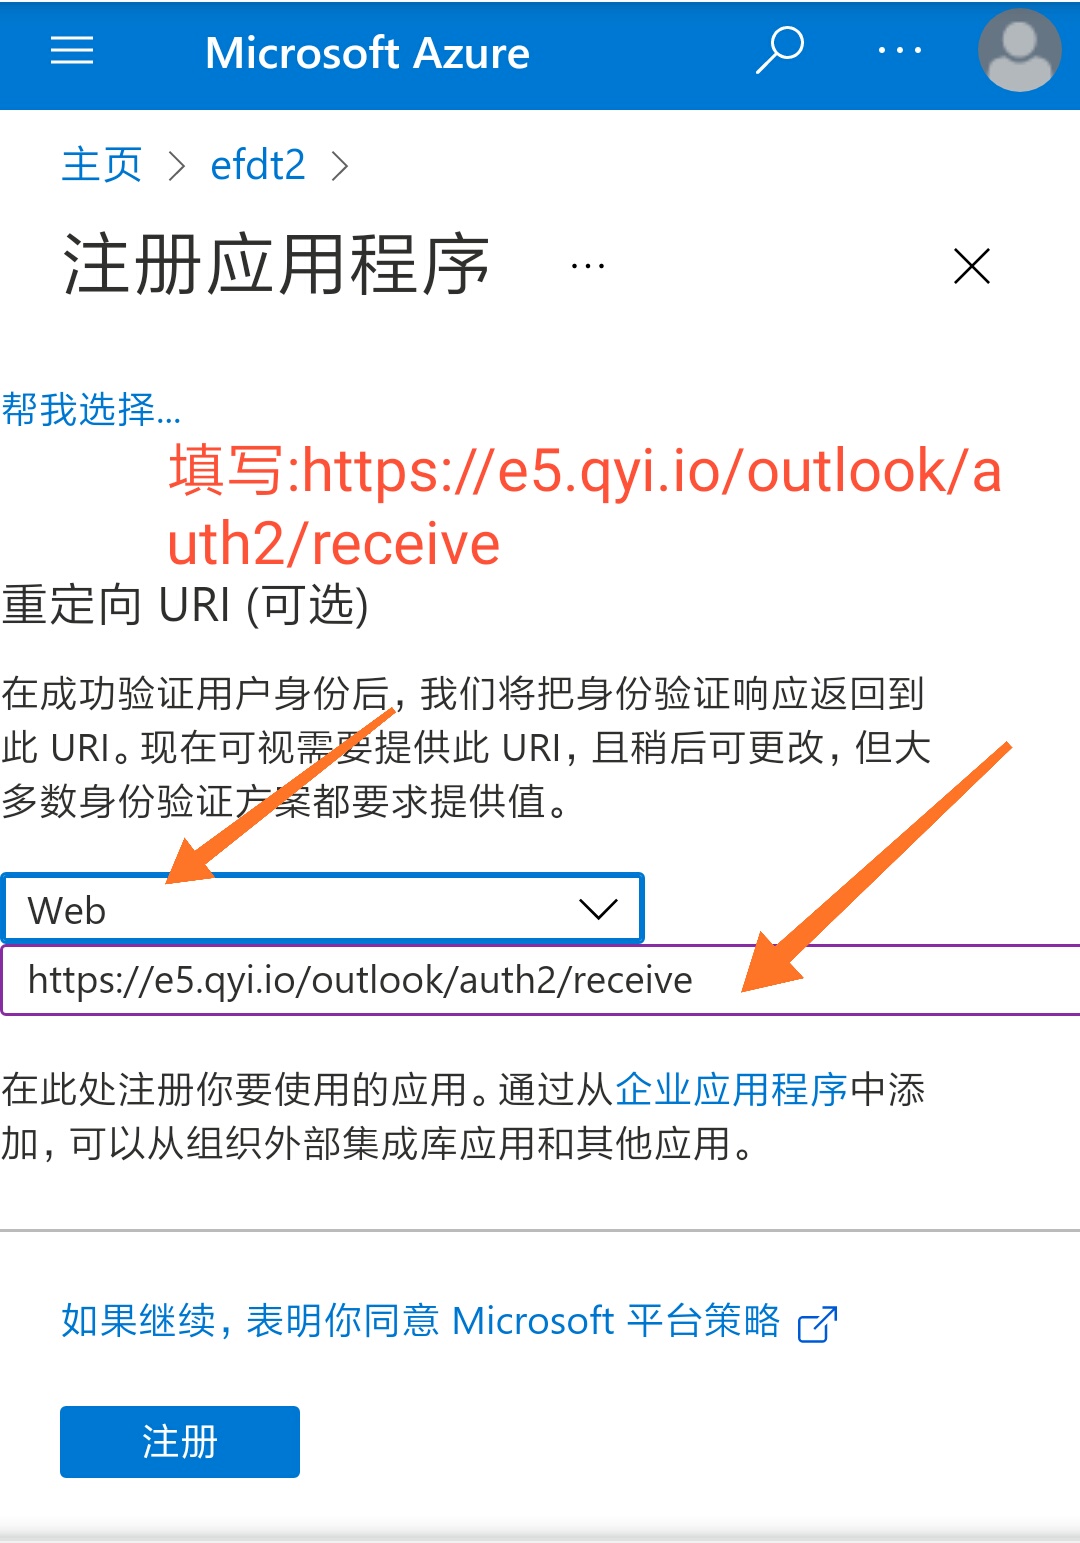 Microsoft Azure
主页 > efdt2 >
注册应用程序 ...
帮我选择...
填写:https://e5.qyi.io/outlook/a
uth2/receive
重定向 URI (可选)
在成功验证用户身份后，我们将把身份验证响应返回到
此 URI。现在可视需要提供此 URI，且稍后可更改，但大
多数身份验证方案都要求提供值。
Web
https://e5.qyi.io/outlook/auth2/receive
在此处注册你要使用的应用。通过从企业应用程序中添
加，可以从组织外部集成库应用和其他应用。
如果继续，表明你同意 Microsoft 平台策略
注册